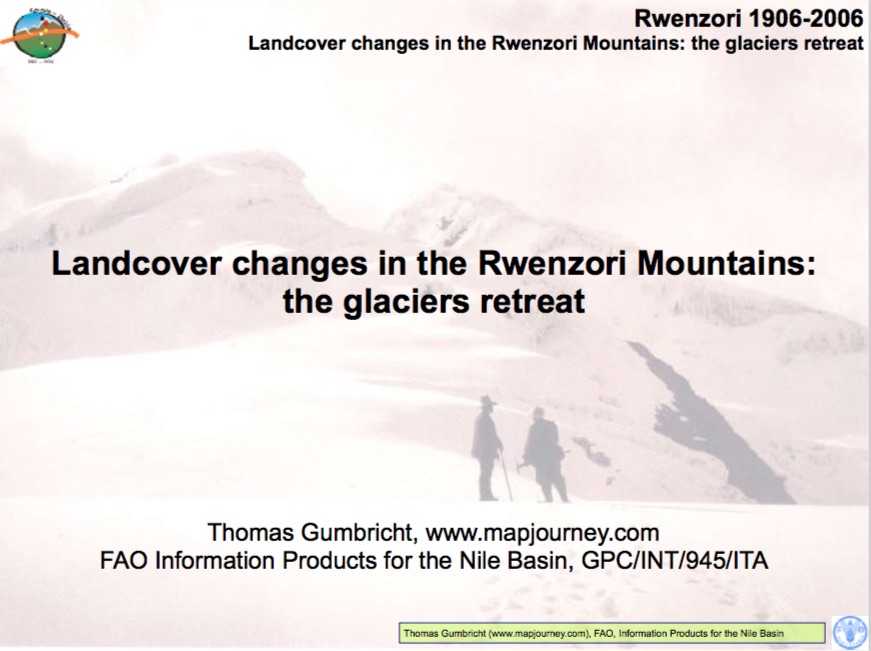 Rwenzori 1906-2006
Landcover changes in the Rwenzori Mountains: the glaciers retreat
Landcover changes in the Rwenzori Mountains:
the glaciers retreat
Thomas Gumbricht, www.mapjourney.com
FAO Information Products for the Nile Basin, GPC/INT/945/ITA
Thomas Gumbricht (www.mapjourney.com), FAO, Information Products for the Nile Basin